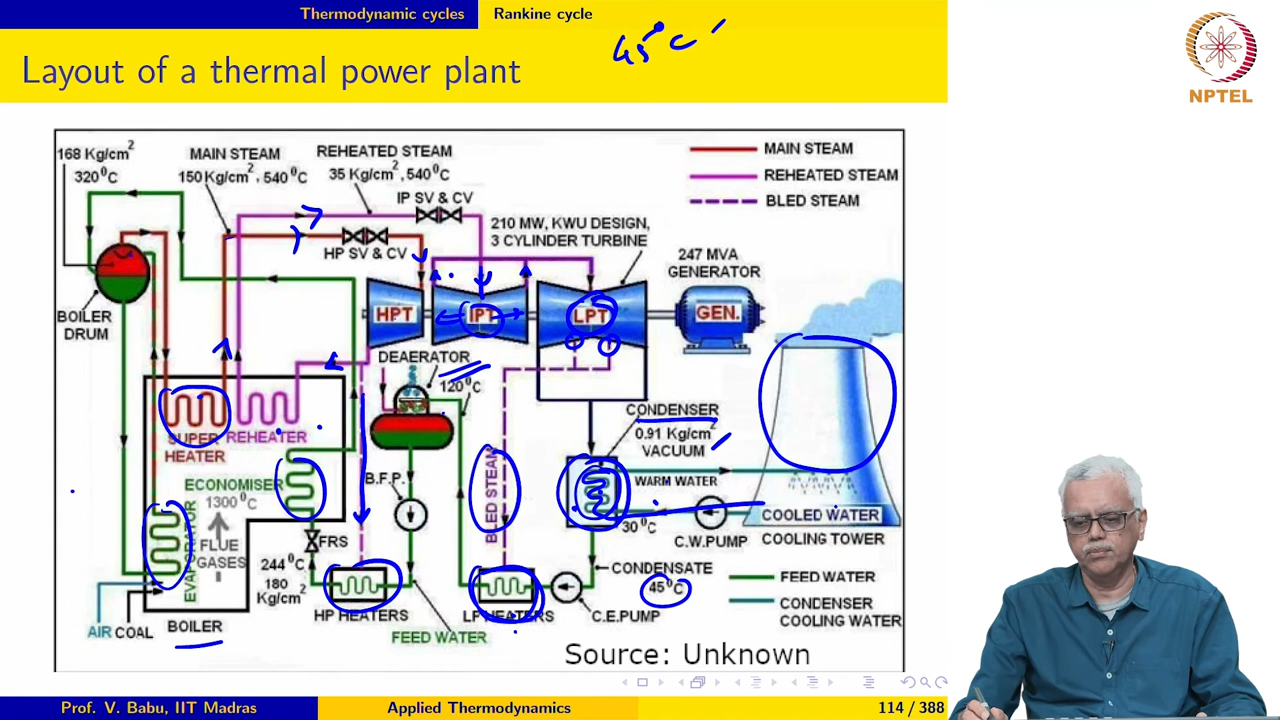 Thermodynamic cycles Rankine cycle
45°C
Layout of a thermal power plant
NPTEL
168 Kg/cm2
320°C
MAIN STEAM
150 Kg/cm2, 540°C
REHEATED STEAM
35 Kg/cm2, 540°C
IP SV & CV
HP SV & CV
MAIN STEAM
REHEATED STEAM
BLED STEAM
210 MW, KWU DESIGN,
3 CYLINDER TURBINE
247 MVA
GENERATOR
BOILER
DRUM
HPT
IPT
LPT
GEN.
DEAERATOR
120°C
SUPER
HEATER
REHEATER
CONDENSER
0.91 Kg/cm2
VACUUM
ECONOMISER
1300°C
FLUE
GASES
EVAPORATOR
B.F.P.
BLED STEAM
WARM WATER
30°C
C.W.PUMP
COOLED WATER
COOLING TOWER
FRS
244°C
180
Kg/cm2
HP HEATERS
FEED WATER
LP HEATERS
C.E.PUMP
CONDENSATE
45°C
FEED WATER
CONDENSER
COOLING WATER
AIR COAL
BOILER
Source: Unknown
Prof. V. Babu, IIT Madras Applied Thermodynamics 114 / 388